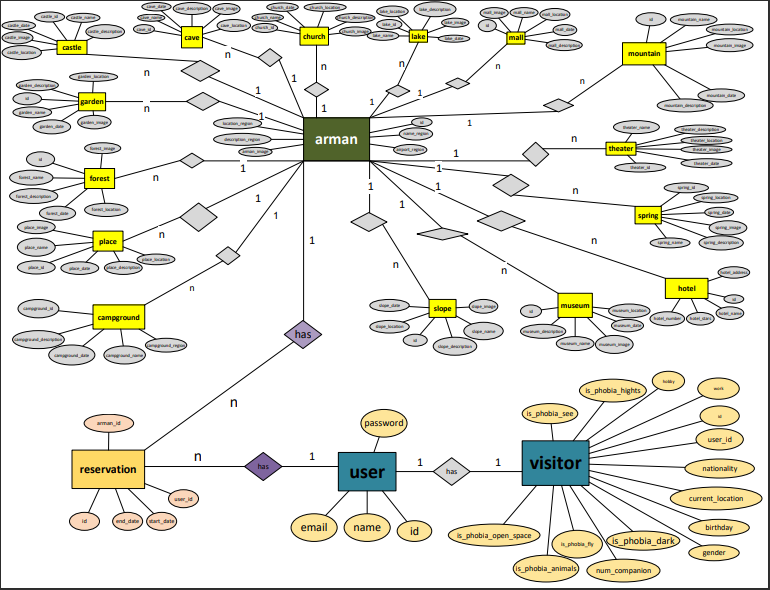 castle_date
castle_id
castle_name
castle_image
castle_description
castle_location
castle
cave_date
cave_description
cave_image
cave_name
cave_id
cave_location
cave
church_date
church_location
church_name
church_description
church_id
church_image
church
lake_location
lake_description
lake_id
lake_image
lake_name
lake_date
lake
mall_image
mall_name
mall_location
id
mall_date
mall_description
mall
id
mountain_name
mountain_location
mountain_image
mountain
mountain_date
mountain_description
n
n
n
n
n
1
1
1
1
1
garden_location
garden_description
id
garden
garden_name
garden_date
garden_image
n
1
location_region
description_region
arman_image
arman
id
name_region
airport_region
theater_name
theater_description
theater_location
theater_image
theater_date
theater_id
theater
n
1
forest_image
id
forest_name
forest
forest_description
forest_date
forest_location
n
1
spring_id
spring_location
spring_date
spring_image
spring_description
spring_name
spring
n
1
place_image
place_name
place
place_id
place_date
place_description
place_location
n
1
1
1
1
1
1
n
n
n
n
hotel_address
hotel
id
hotel_name
hotel_number
hotel_stars
campground_id
campground
campground_description
campground_date
campground_name
campground_region
slope_date
slope_image
slope
slope_location
slope_name
id
slope_description
museum
id
museum_location
museum_description
museum_date
museum_name
museum_image
has
n
arman_id
reservation
user_id
id
end_date
start_date
n
has
1
password
user
email
name
id
1
has
1
visitor
is_phobia_see
is_phobia_hights
hobby
work
id
user_id
nationality
current_location
birthday
gender
is_phobia_dark
is_phobia_fly
num_companion
is_phobia_animals
is_phobia_open_space